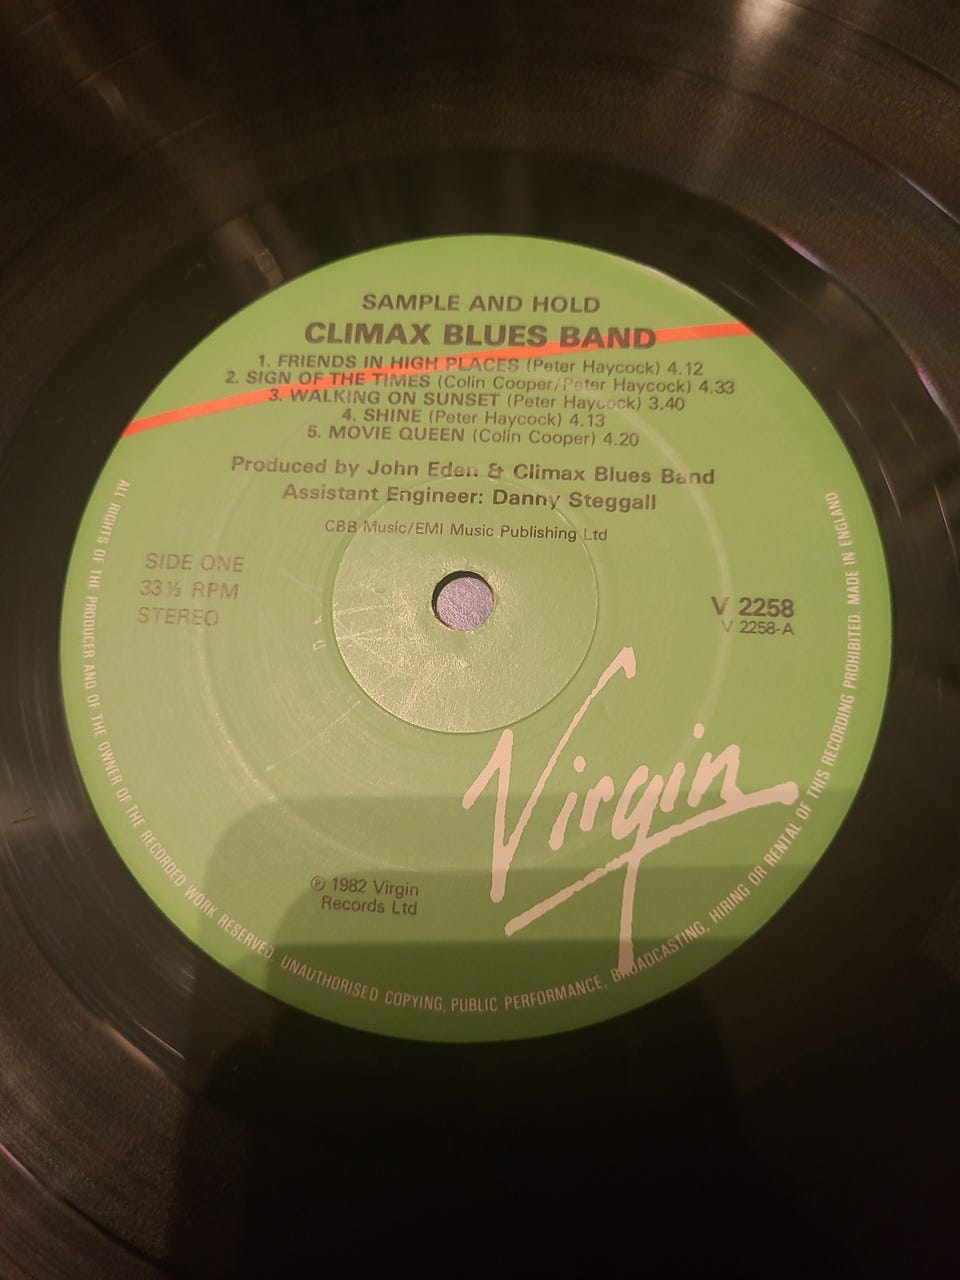 SAMPLE AND HOLD
CLIMAX BLUES BAND
1. FRIENDS IN HIGH PLACES (Peter Haycock) 4.12
2. SIGN OF THE TIMES (Colin Cooper/Peter Haycock) 4.33
3. WALKING ON SUNSET (Peter Haycock) 3.40
4. SHINE (Peter Haycock) 4.13
5. MOVIE QUEEN (Colin Cooper) 4.20
Produced by John Eden & Climax Blues Band
Assistant Engineer: Danny Steggall
CBB Music/EMI Music Publishing Ltd
SIDE ONE
33⅓ RPM
STEREO
V 2258
V 2258-A
Virgin
℗ 1982 Virgin
Records Ltd
ALL RIGHTS OF THE PRODUCER AND OF THE OWNER OF THE RECORDED WORK RESERVED UNAUTHORISED COPYING, PUBLIC PERFORMANCE, BROADCASTING, HIRING OR RENTAL OF THIS RECORDING PROHIBITED MADE IN ENGLAND